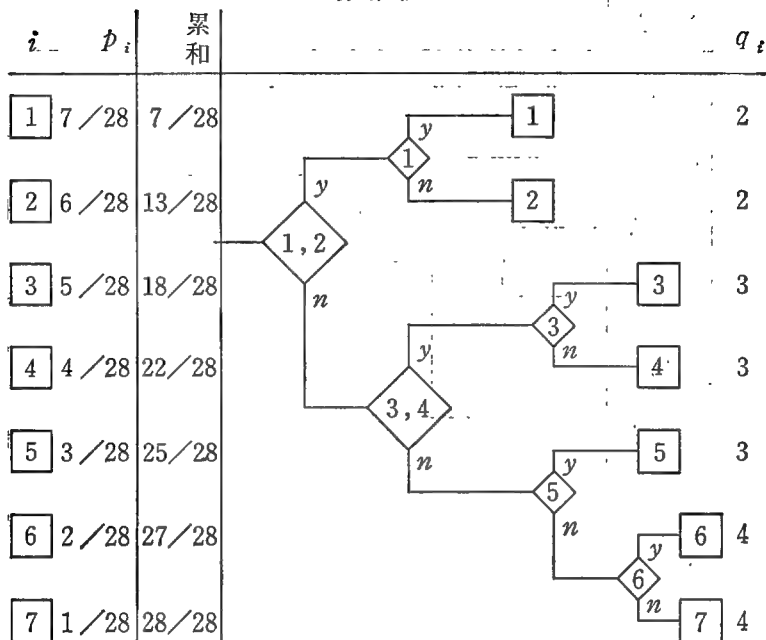 i p_i 累和 q_i
1 7/28 7/28 y 1 2
1
2 6/28 13/28 y n 2 2
1,2
3 5/28 18/28 n y 3 3
3
4 4/28 22/28 y n 4 3
3,4
5 3/28 25/28 n y 5 3
5
6 2/28 27/28 n y 6 4
6
7 1/28 28/28 n 7 4